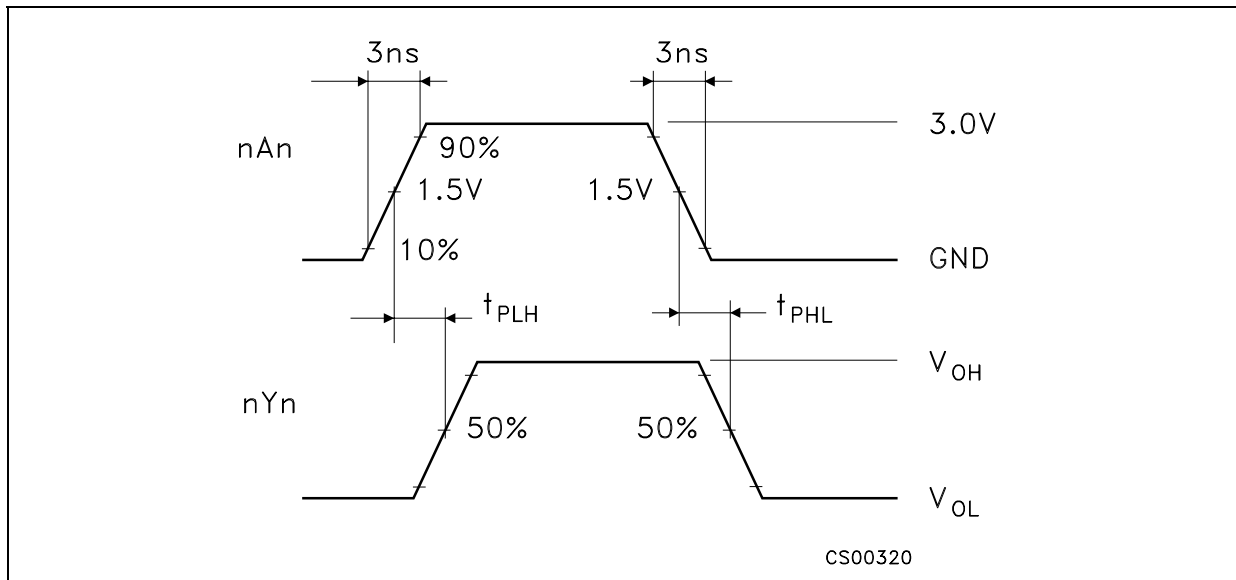 3ns 3ns
3.0V
nAn 90%
1.5V 1.5V
10% GND
tPLH tPHL
VOH
nYn 50% 50%
VOL
CS00320